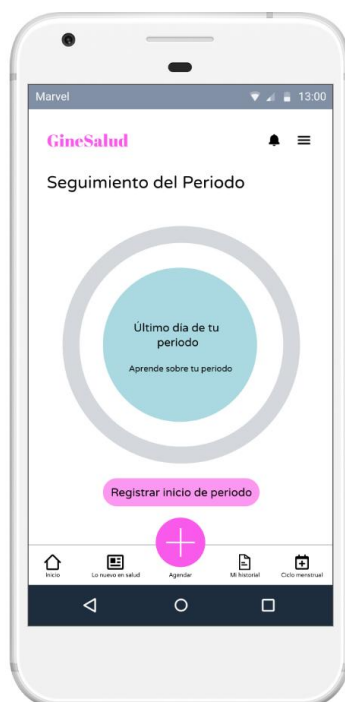 Marvel 13:00
GineSalud
Seguimiento del Periodo
Último día de tu
periodo
Aprende sobre tu periodo
Registrar inicio de periodo
Inicio Lo nuevo en salud Agendar Mi historial Ciclo menstrual